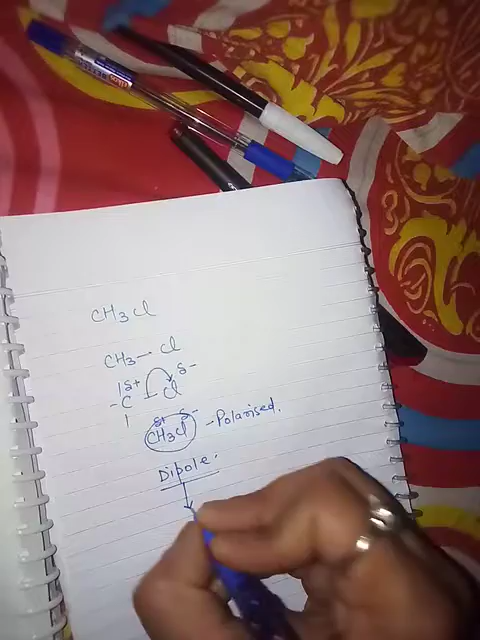 CH3 Cl
CH3 — Cl
δ+ δ-
-C — Cl
δ+ δ-
CH3Cl - Polarised.
Dipole: